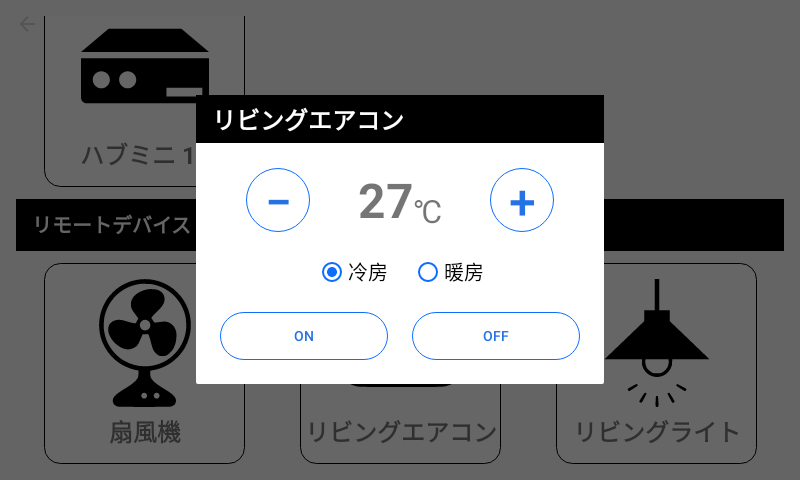 ハブミニ 1
リモートデバイス
リビングエアコン
27℃
冷房 暖房
ON OFF
扇風機 リビングエアコン リビングライト